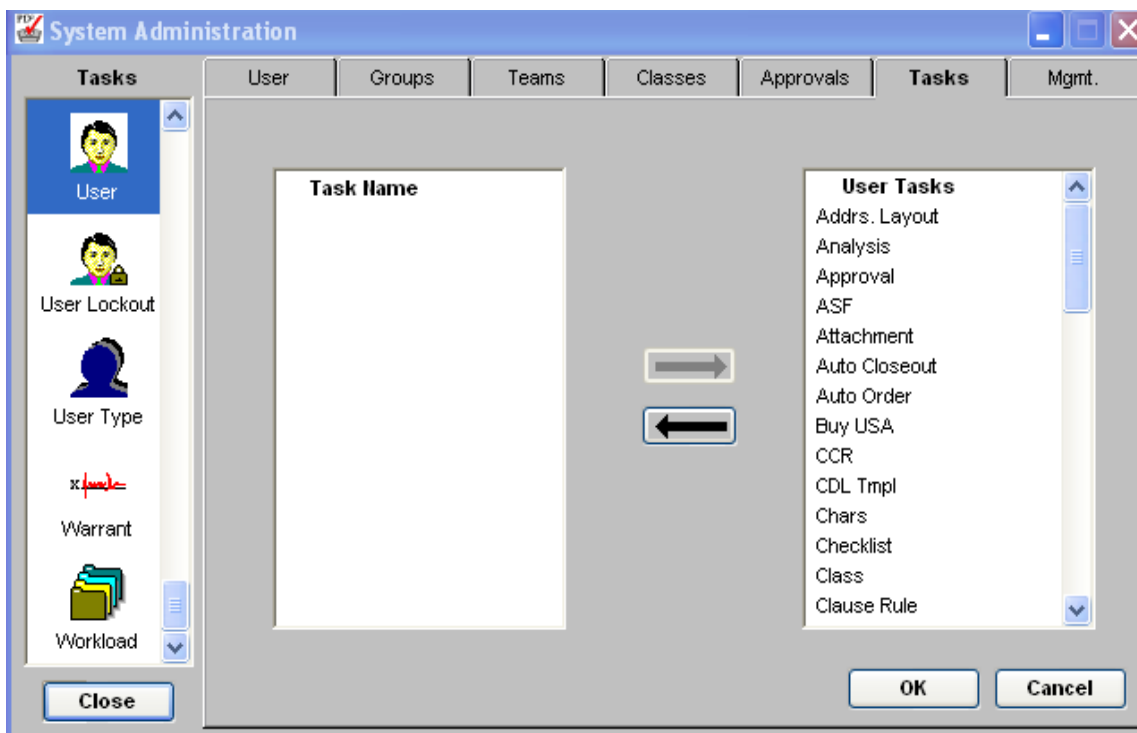 System Administration
Tasks
User
User Lockout
User Type
x
Warrant
Workload
Close
User Groups Teams Classes Approvals Tasks Mgmt.
Task Name
User Tasks
Addrs. Layout
Analysis
Approval
ASF
Attachment
Auto Closeout
Auto Order
Buy USA
CCR
CDL Tmpl
Chars
Checklist
Class
Clause Rule
OK Cancel